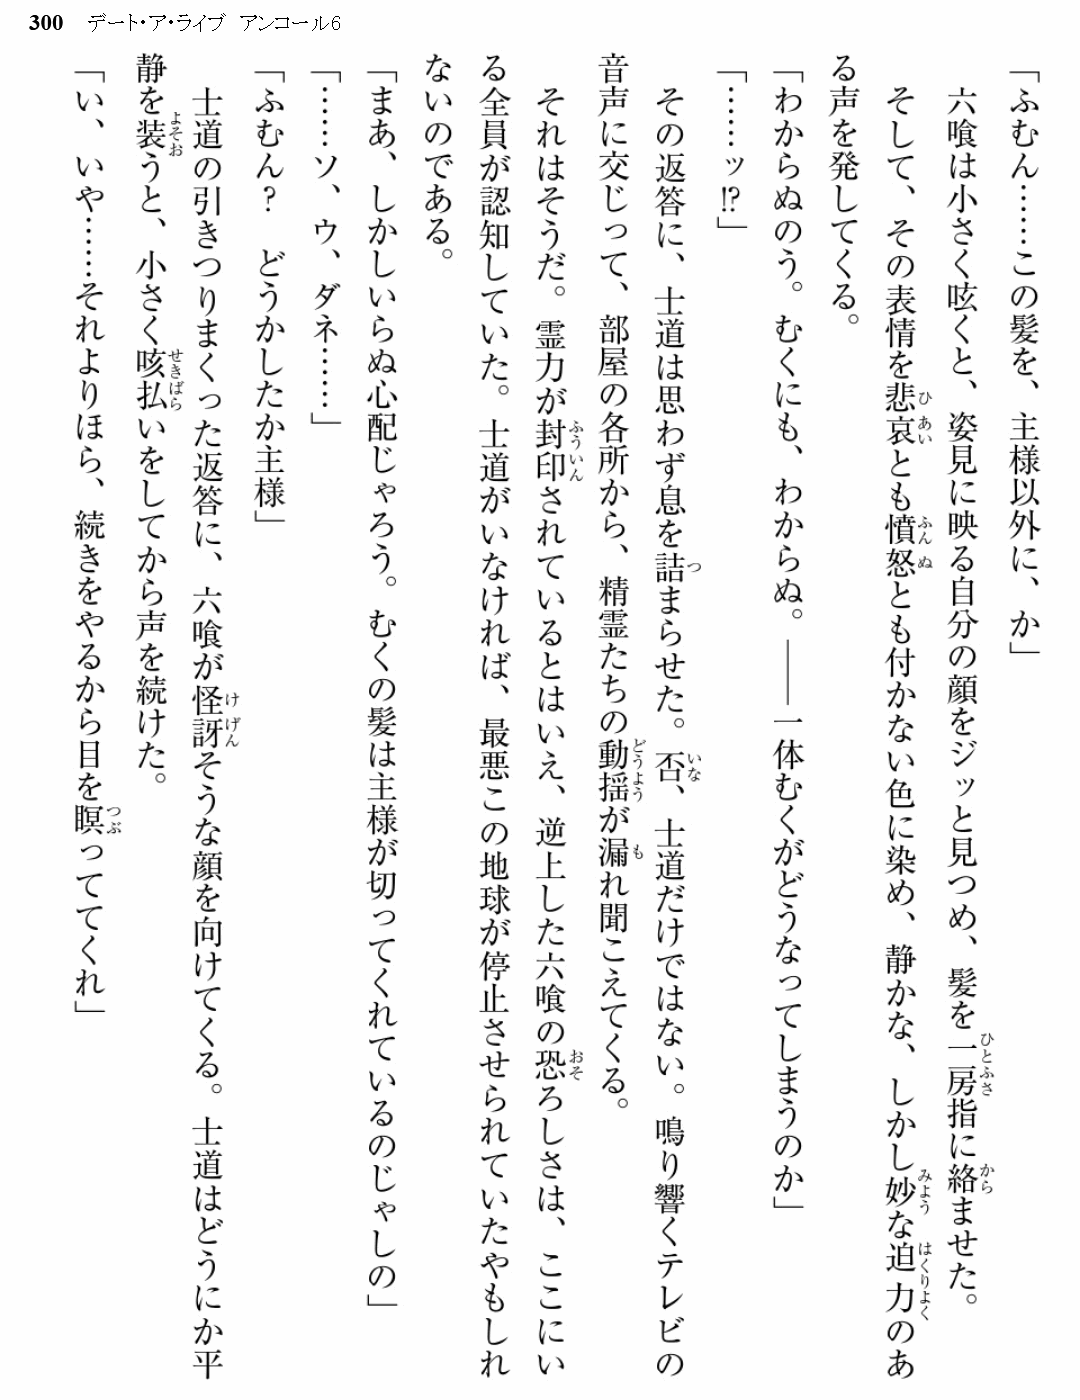 300 デート・ア・ライブ アンコール6
「ふむん……この髪を、主様以外に、か」
六喰は小さく呟くと、姿見に映る自分の顔をジッと見つめ、髪を一房指に絡ませた。
そして、その表情を悲哀とも憤怒とも付かない色に染め、静かな、しかし妙な迫力のあ
る声を発してくる。
「わからぬのう。むくにも、わからぬ。――一体むくがどうなってしまうのか」
「……ッ!?」
その返答に、士道は思わず息を詰まらせた。否、士道だけではない。鳴り響くテレビの
音声に交じって、部屋の各所から、精霊たちの動揺が漏れ聞こえてくる。
それはそうだ。霊力が封印されているとはいえ、逆上した六喰の恐ろしさは、ここにい
る全員が認知していた。士道がいなければ、最悪この地球が停止させられていたやもしれ
ないのである。
「まあ、しかしいらぬ心配じゃろう。むくの髪は主様が切ってくれているのじゃしの」
「……ソ、ウ、ダネ……」
「ふむん? どうかしたか主様」
士道の引きつりまくった返答に、六喰が怪訝そうな顔を向けてくる。士道はどうにか平
静を装うと、小さく咳払いをしてから声を続けた。
「い、いや……それよりほら、続きをやるから目を瞑っててくれ」